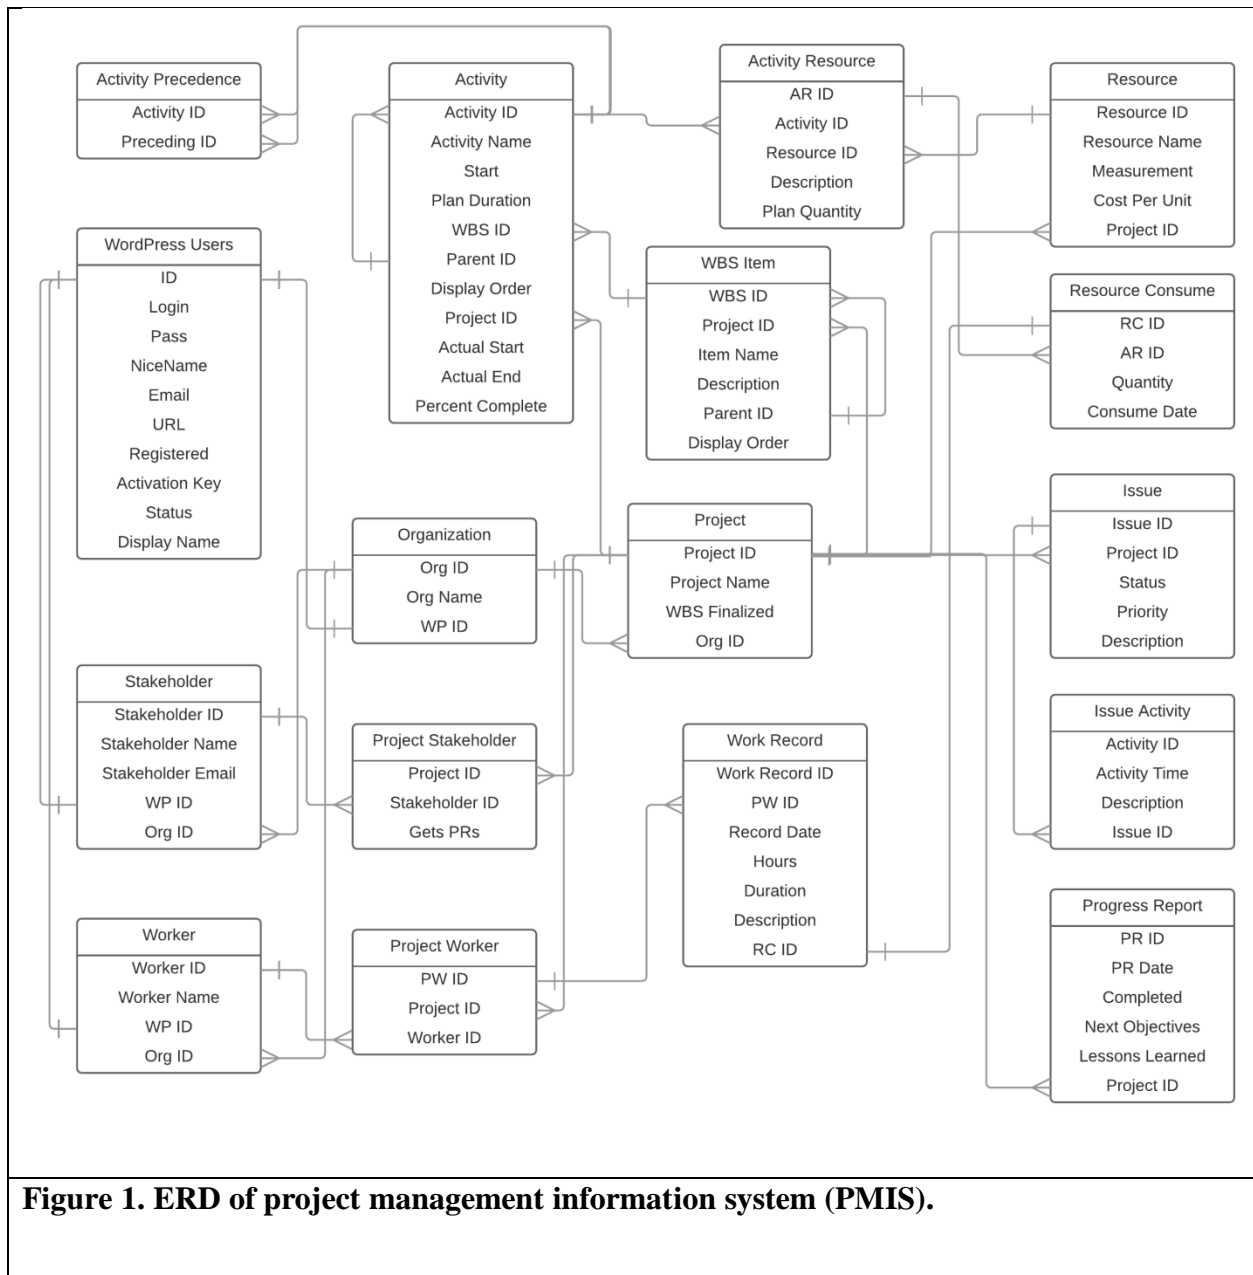 Activity Precedence
Activity ID
Preceding ID
Activity
Activity ID
Activity Name
Start
Plan Duration
WBS ID
Parent ID
Display Order
Project ID
Actual Start
Actual End
Percent Complete
Activity Resource
AR ID
Activity ID
Resource ID
Description
Plan Quantity
Resource
Resource ID
Resource Name
Measurement
Cost Per Unit
Project ID
WordPress Users
ID
Login
Pass
NiceName
Email
URL
Registered
Activation Key
Status
Display Name
WBS Item
WBS ID
Project ID
Item Name
Description
Parent ID
Display Order
Resource Consume
RC ID
AR ID
Quantity
Consume Date
Organization
Org ID
Org Name
WP ID
Project
Project ID
Project Name
WBS Finalized
Org ID
Issue
Issue ID
Project ID
Status
Priority
Description
Stakeholder
Stakeholder ID
Stakeholder Name
Stakeholder Email
WP ID
Org ID
Project Stakeholder
Project ID
Stakeholder ID
Gets PRs
Work Record
Work Record ID
PW ID
Record Date
Hours
Duration
Description
RC ID
Issue Activity
Activity ID
Activity Time
Description
Issue ID
Worker
Worker ID
Worker Name
WP ID
Org ID
Project Worker
PW ID
Project ID
Worker ID
Progress Report
PR ID
PR Date
Completed
Next Objectives
Lessons Learned
Project ID
Figure 1. ERD of project management information system (PMIS).